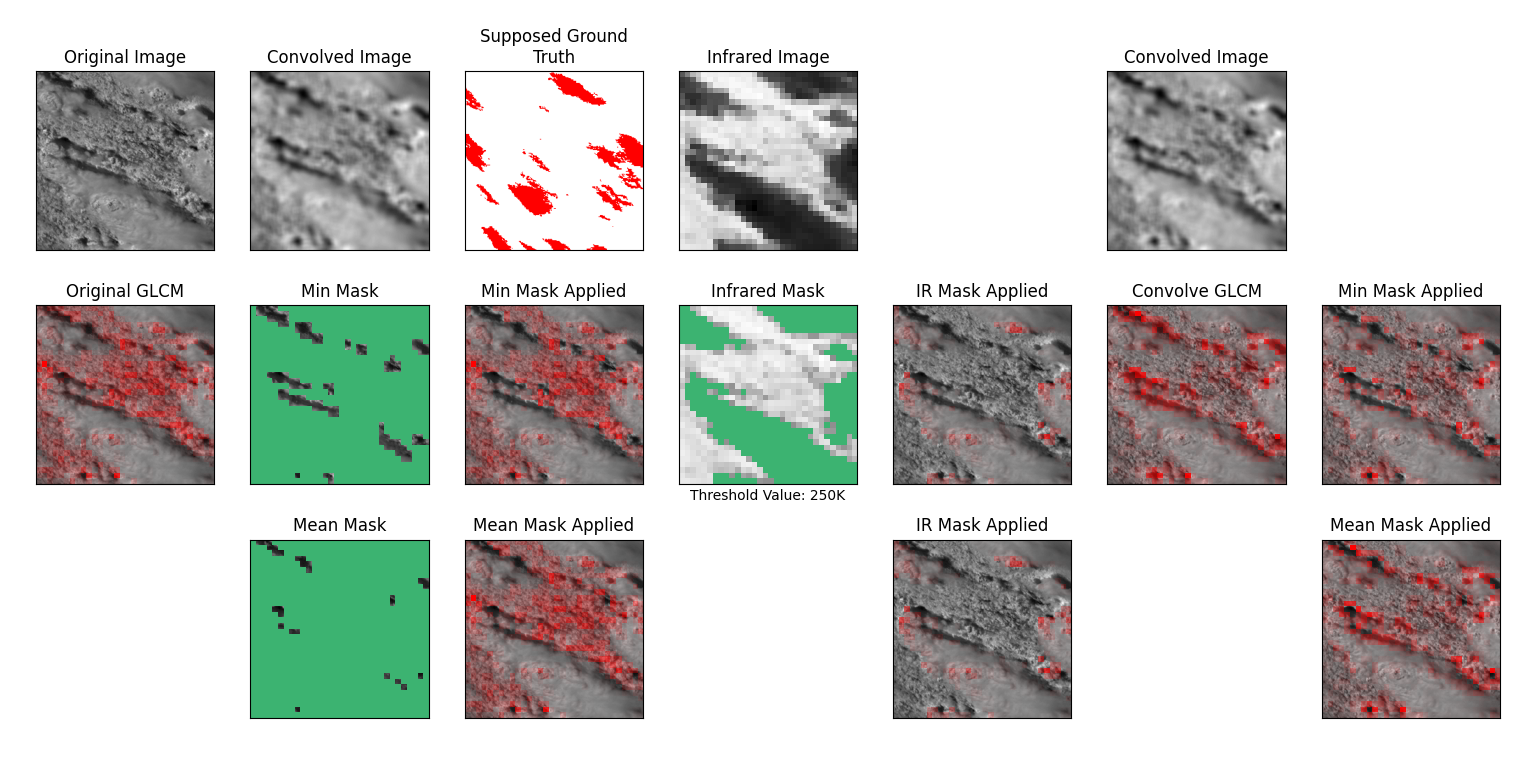 Original Image
Convolved Image
Supposed Ground
Truth
Infrared Image
Convolved Image
Original GLCM
Min Mask
Min Mask Applied
Infrared Mask
IR Mask Applied
Convolve GLCM
Min Mask Applied
Threshold Value: 250K
Mean Mask
Mean Mask Applied
IR Mask Applied
Mean Mask Applied